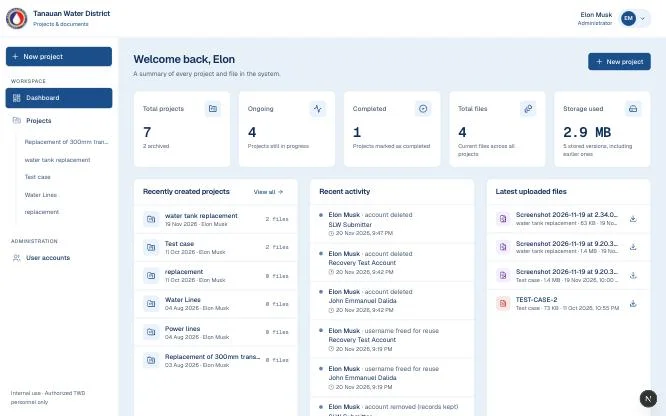 Tanauan Water District
Projects & documents
Elon Musk
Administrator
EM
New project
WORKSPACE
Dashboard
Projects
Replacement of 300mm tran...
water tank replacement
Test case
Water Lines
replacement
ADMINISTRATION
User accounts
Internal use · Authorized TWD
personnel only
Welcome back, Elon
A summary of every project and file in the system.
New project
Total projects
7
2 archived
Ongoing
4
Projects still in progress
Completed
1
Projects marked as completed
Total files
4
Current files across all
projects
Storage used
2.9 MB
5 stored versions, including
earlier ones
Recently created projects
View all →
water tank replacement
19 Nov 2026 · Elon Musk
2 files
Test case
11 Oct 2026 · Elon Musk
2 files
replacement
11 Oct 2026 · Elon Musk
0 files
Water Lines
04 Aug 2026 · Elon Musk
0 files
Power lines
04 Aug 2026 · Elon Musk
0 files
Replacement of 300mm trans...
03 Aug 2026 · Elon Musk
0 files
Recent activity
Elon Musk · account deleted
SLW Submitter
20 Nov 2026, 9:47 PM
Elon Musk · account deleted
Recovery Test Account
20 Nov 2026, 9:42 PM
Elon Musk · account deleted
John Emmanuel Dalida
20 Nov 2026, 9:42 PM
Elon Musk · username freed for reuse
Recovery Test Account
20 Nov 2026, 9:19 PM
Elon Musk · username freed for reuse
John Emmanuel Dalida
20 Nov 2026, 9:19 PM
Elon Musk · account removed (records kept)
SLW Submitter
Latest uploaded files
Screenshot 2026-11-19 at 2.34.0...
water tank replacement · 63 KB · 19 No...
Screenshot 2026-11-19 at 9.20.3...
water tank replacement · 1.4 MB · 19 Nov...
Screenshot 2026-11-19 at 9.20.3...
Test case · 1.4 MB · 19 Nov 2026, 10:00 ...
TEST-CASE-2
Test case · 73 KB · 11 Oct 2026, 10:55 PM
N